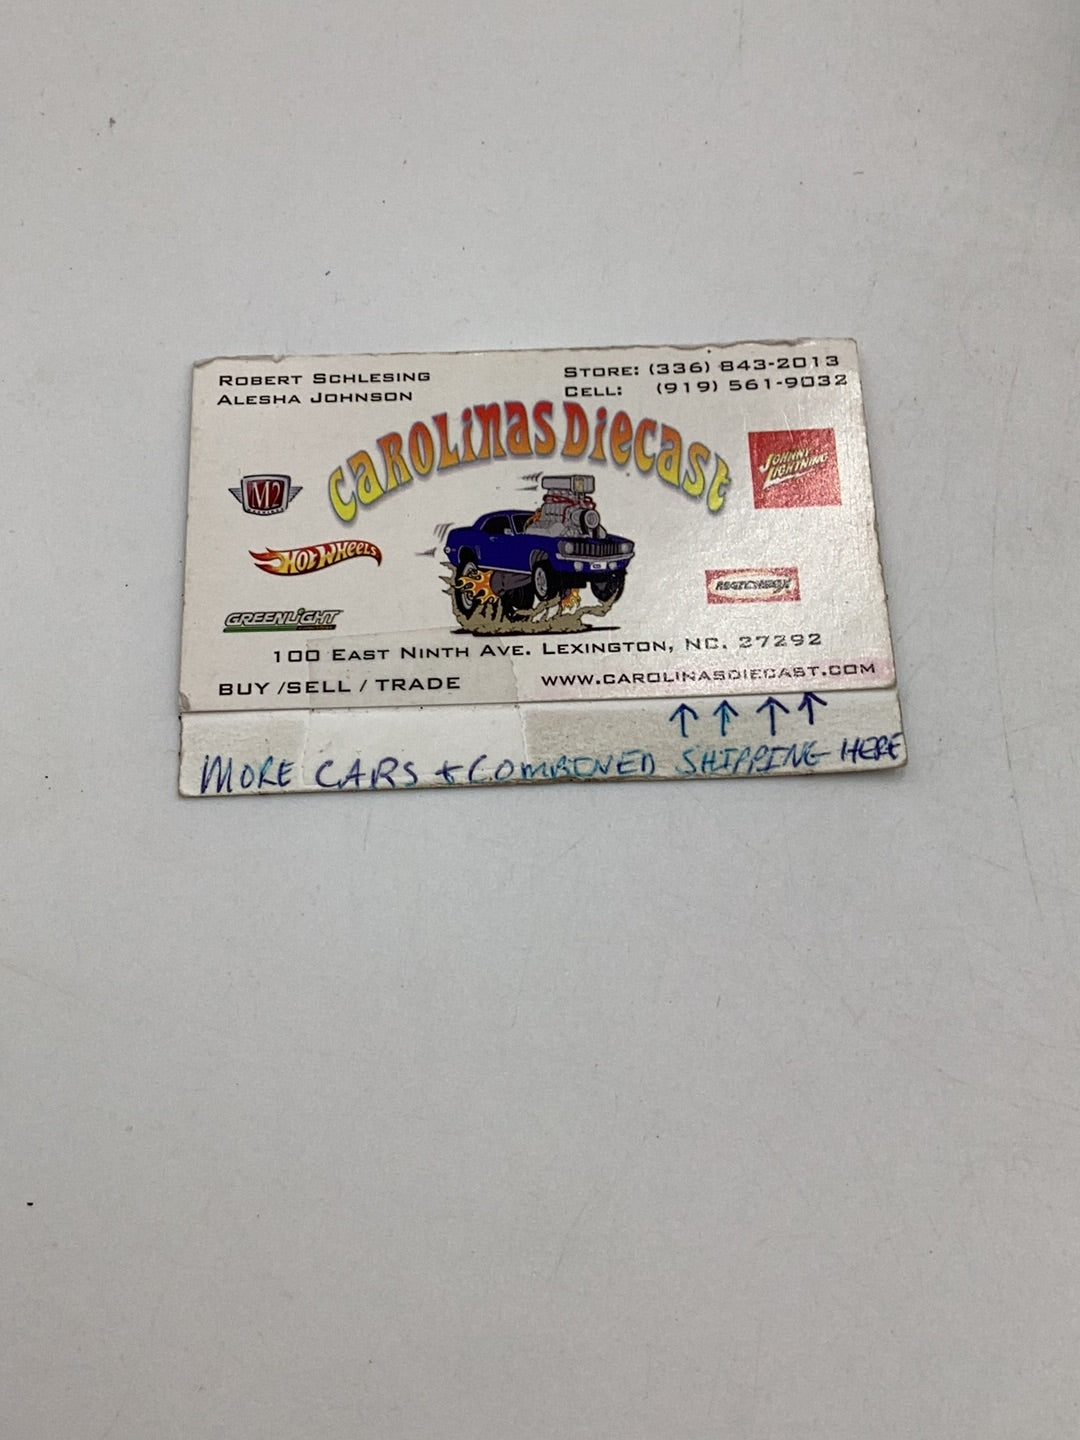 Robert Schlesing
Alesha Johnson
Store: (336) 843-2013
Cell: (919) 561-9032
Carolinas Diecast
M2
Johnny Lightning
Hot Wheels
Matchbox
GreenLight
100 East Ninth Ave. Lexington, NC. 27292
BUY /SELL / TRADE
www.carolinasdiecast.com
↑ ↑ ↑ ↑
MORE CARS + COMBINED SHIPPING HERE